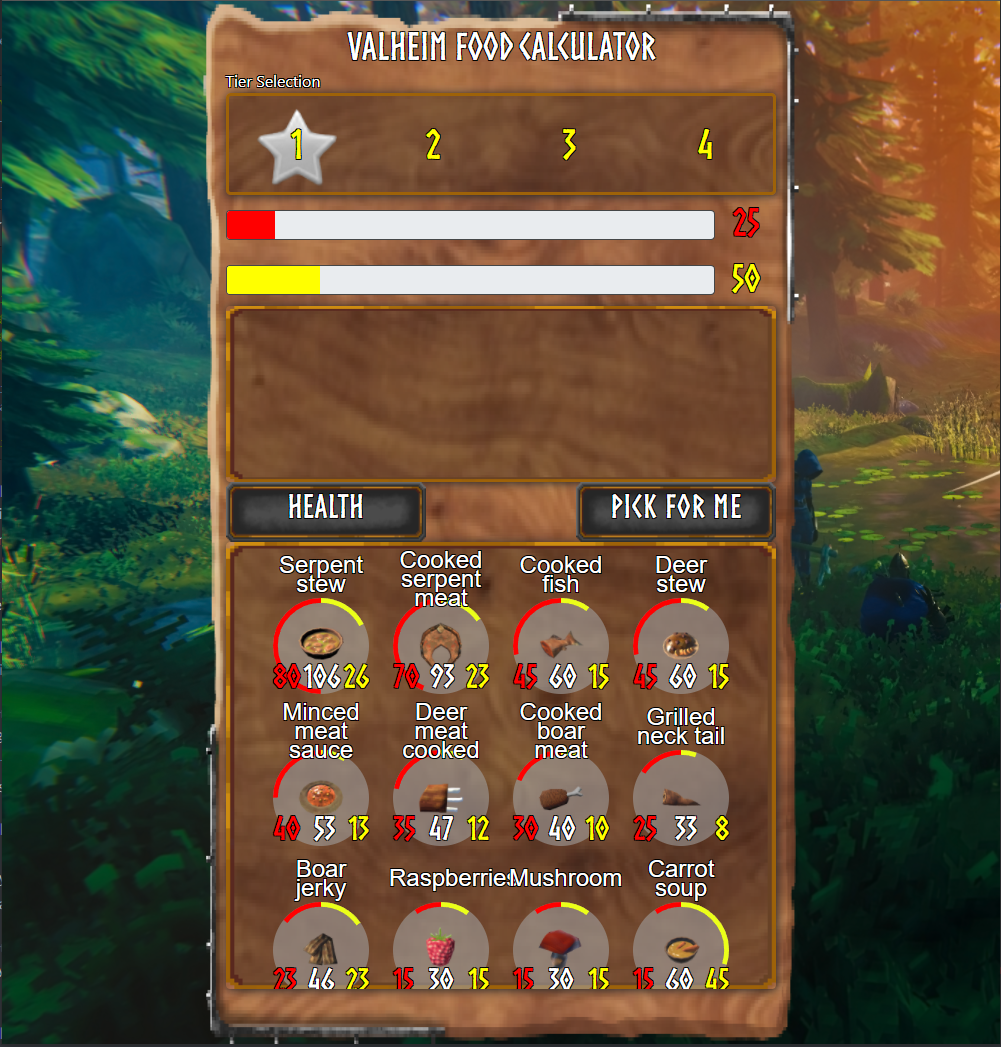 VALHEIM FOOD CALCULATOR
Tier Selection
1 2 3 4
25
50
HEALTH PICK FOR ME
Serpent stew
80 106 26
Cooked serpent meat
70 93 23
Cooked fish
45 60 15
Deer stew
45 60 15
Minced meat sauce
40 53 13
Deer meat cooked
35 47 12
Cooked boar meat
30 40 10
Grilled neck tail
25 33 8
Boar jerky
23 46 23
Raspberries
15 30 15
Mushroom
15 30 15
Carrot soup
15 60 45